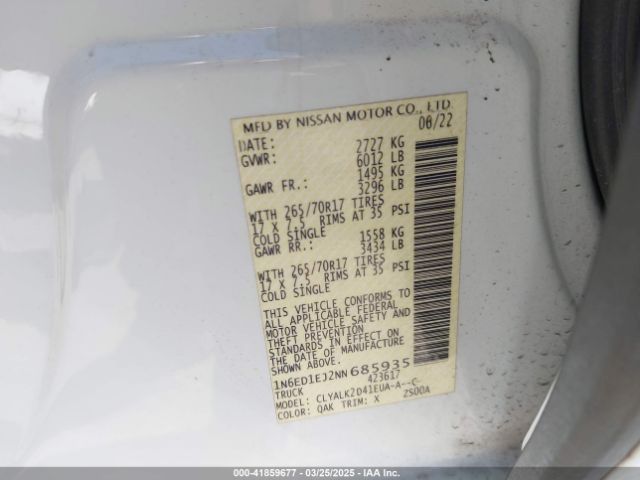 MFD BY NISSAN MOTOR CO., LTD.
DATE: 08/22
GVWR: 2727 KG
6012 LB
GAWR FR.: 1495 KG
3296 LB
WITH 265/70R17 TIRES
17 X 7.5 RIMS AT 35 PSI
COLD SINGLE
GAWR RR.: 1558 KG
3434 LB
WITH 265/70R17 TIRES
17 X 7.5 RIMS AT 35 PSI
COLD SINGLE
THIS VEHICLE CONFORMS TO
ALL APPLICABLE FEDERAL
MOTOR VEHICLE SAFETY AND
THEFT PREVENTION
STANDARDS IN EFFECT ON
THE DATE OF MANUFACTURE
SHOWN ABOVE.
1N6ED1EJ2NN 685935
TRUCK 423617
MODEL: CLYALK2D41EUA-A--C-
COLOR: QAK TRIM: X 2S00A
000-41859677 - 03/25/2025 - IAA Inc.